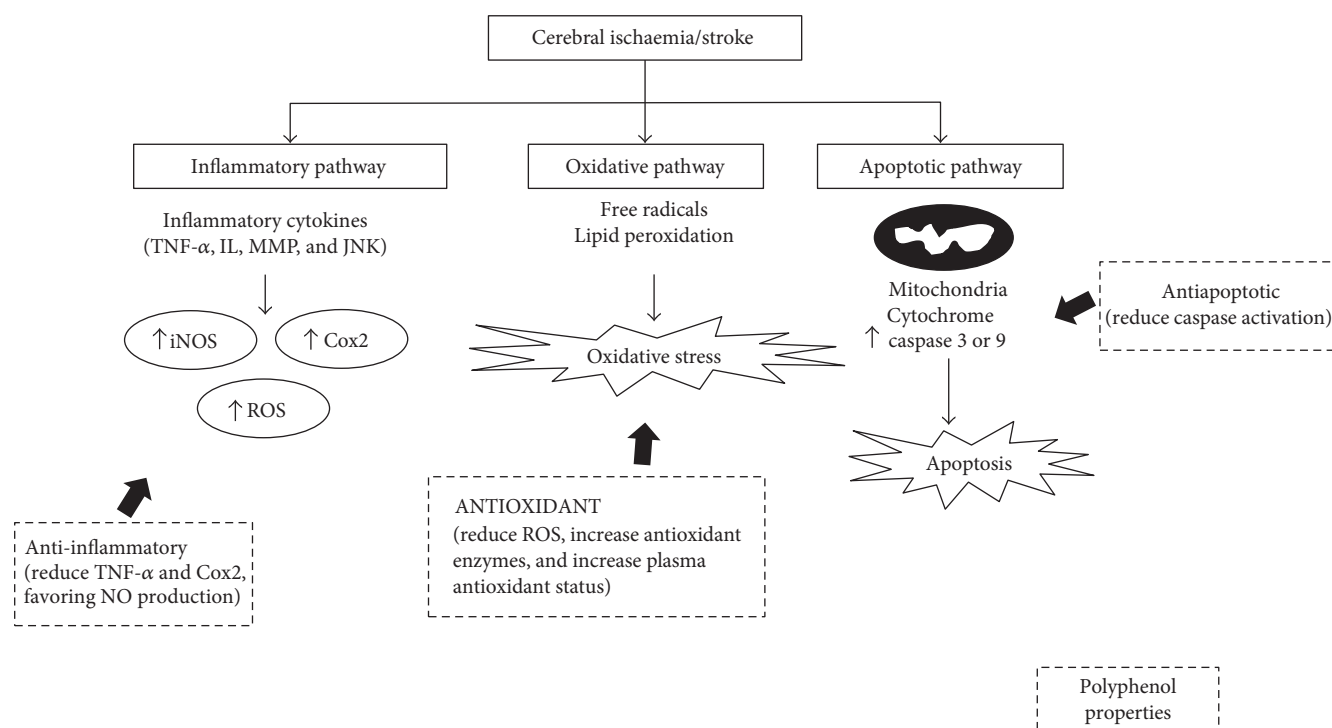 Cerebral ischaemia/stroke
Inflammatory pathway
Oxidative pathway
Apoptotic pathway
Inflammatory cytokines
(TNF-α, IL, MMP, and JNK)
↑ iNOS
↑ Cox2
↑ ROS
Free radicals
Lipid peroxidation
Oxidative stress
Mitochondria
Cytochrome
↑ caspase 3 or 9
Apoptosis
Antiapoptotic
(reduce caspase activation)
ANTIOXIDANT
(reduce ROS, increase antioxidant
enzymes, and increase plasma
antioxidant status)
Anti-inflammatory
(reduce TNF-α and Cox2,
favoring NO production)
Polyphenol
properties